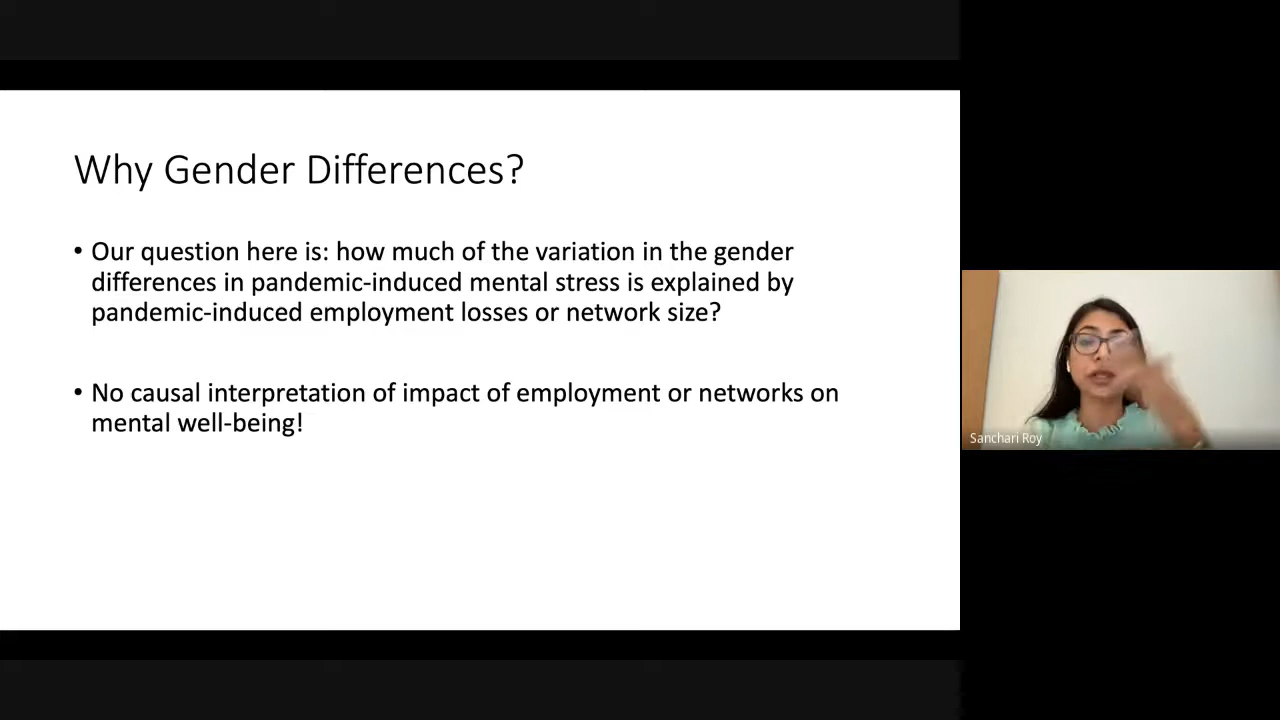 Why Gender Differences?
• Our question here is: how much of the variation in the gender
differences in pandemic-induced mental stress is explained by
pandemic-induced employment losses or network size?
• No causal interpretation of impact of employment or networks on
mental well-being!
Sanchari Roy